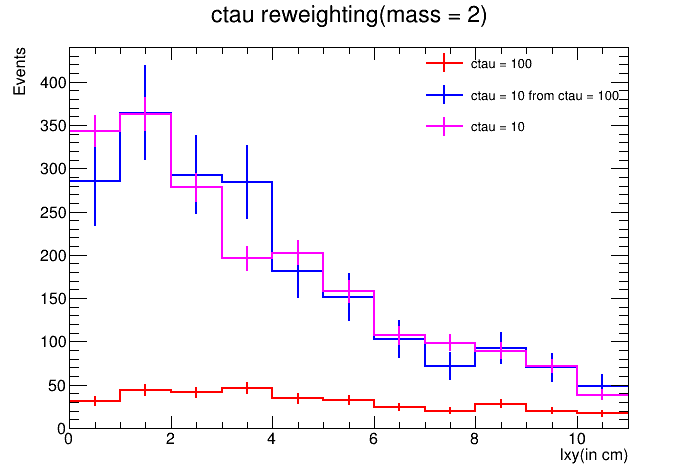 ctau reweighting(mass = 2)
Events
ctau = 100
ctau = 10 from ctau = 100
ctau = 10
400
350
300
250
200
150
100
50
0
0 2 4 6 8 10
lxy(in cm)